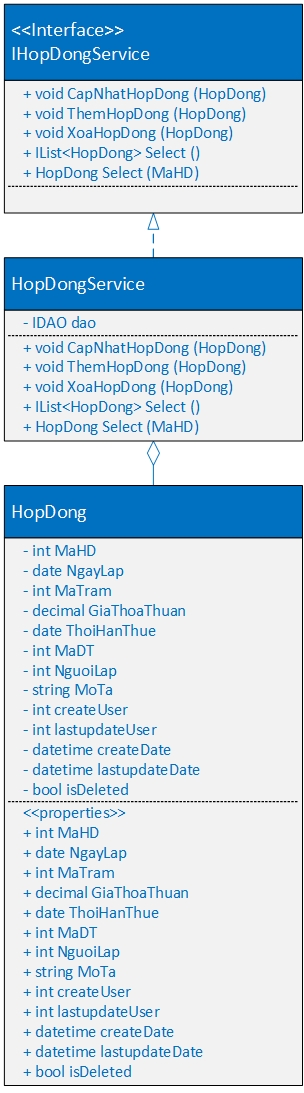 <<Interface>>
IHopDongService
+ void CapNhatHopDong (HopDong)
+ void ThemHopDong (HopDong)
+ void XoaHopDong (HopDong)
+ IList<HopDong> Select ()
+ HopDong Select (MaHD)
HopDongService
- IDAO dao
+ void CapNhatHopDong (HopDong)
+ void ThemHopDong (HopDong)
+ void XoaHopDong (HopDong)
+ IList<HopDong> Select ()
+ HopDong Select (MaHD)
HopDong
- int MaHD
- date NgayLap
- int MaTram
- decimal GiaThoaThuan
- date ThoiHanThue
- int MaDT
- int NguoiLap
- string MoTa
- int createUser
- int lastupdateUser
- datetime createDate
- datetime lastupdateDate
- bool isDeleted
<<properties>>
+ int MaHD
+ date NgayLap
+ int MaTram
+ decimal GiaThoaThuan
+ date ThoiHanThue
+ int MaDT
+ int NguoiLap
+ string MoTa
+ int createUser
+ int lastupdateUser
+ datetime createDate
+ datetime lastupdateDate
+ bool isDeleted